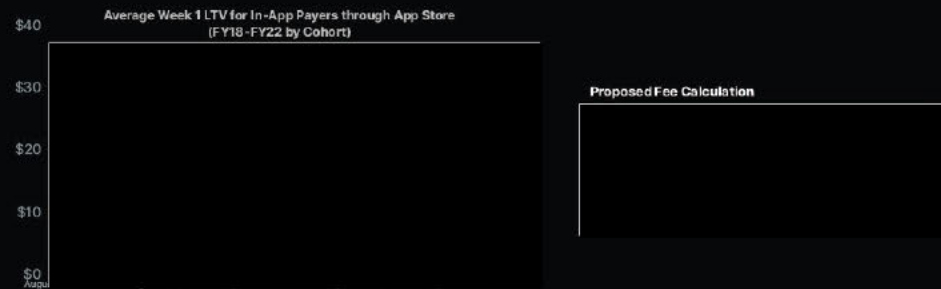 Average Week 1 LTV for In-App Payers through App Store
(FY18-FY22 by Cohort)
$40
$30
$20
$10
$0
Augu
Proposed Fee Calculation